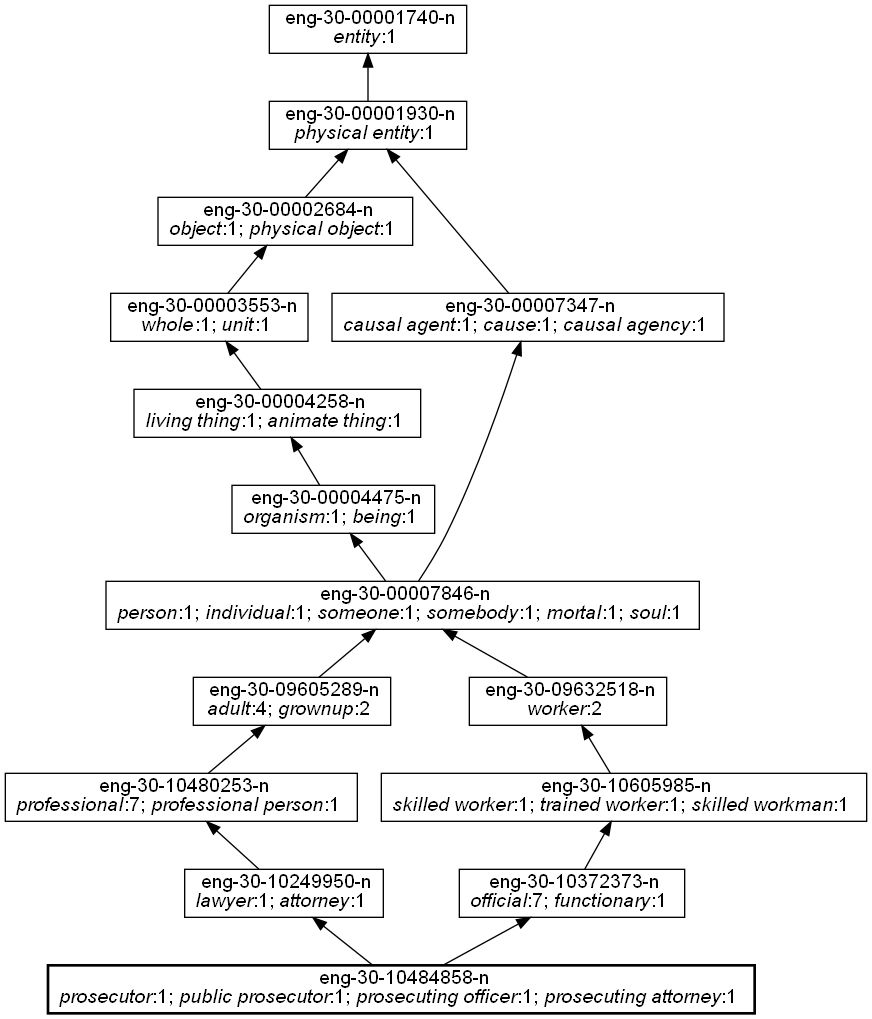 eng-30-00001740-n
entity:1
eng-30-00001930-n
physical entity:1
eng-30-00002684-n
object:1; physical object:1
eng-30-00003553-n
whole:1; unit:1
eng-30-00007347-n
causal agent:1; cause:1; causal agency:1
eng-30-00004258-n
living thing:1; animate thing:1
eng-30-00004475-n
organism:1; being:1
eng-30-00007846-n
person:1; individual:1; someone:1; somebody:1; mortal:1; soul:1
eng-30-09605289-n
adult:4; grownup:2
eng-30-09632518-n
worker:2
eng-30-10480253-n
professional:7; professional person:1
eng-30-10605985-n
skilled worker:1; trained worker:1; skilled workman:1
eng-30-10249950-n
lawyer:1; attorney:1
eng-30-10372373-n
official:7; functionary:1
eng-30-10484858-n
prosecutor:1; public prosecutor:1; prosecuting officer:1; prosecuting attorney:1